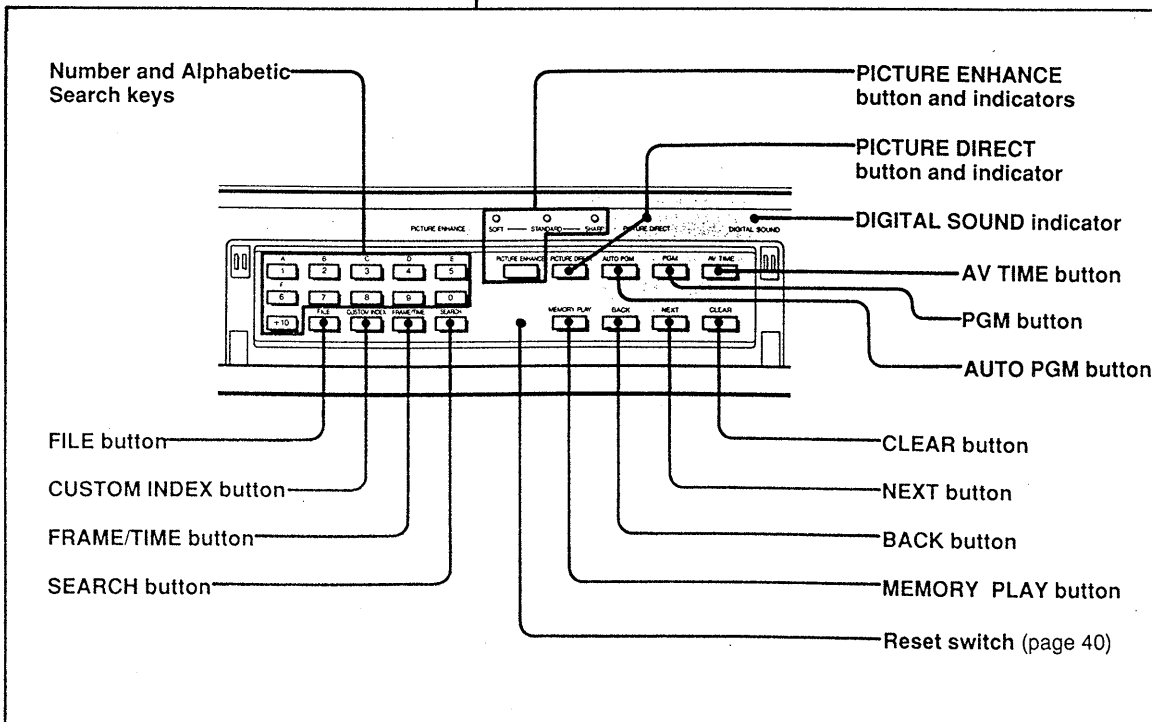 Number and Alphabetic
Search keys
PICTURE ENHANCE
button and indicators
PICTURE DIRECT
button and indicator
DIGITAL SOUND indicator
AV TIME button
PGM button
AUTO PGM button
PICTURE ENHANCE
SOFT
STANDARD
SHARP
PICTURE DIRECT
DIGITAL SOUND
A B C D E
1 2 3 4 5
PICTURE ENHANCE PICTURE DIRECT AUTO PGM PGM AV TIME
F
6 7 8 9 0
+10
FILE CUSTOM INDEX FRAME/TIME SEARCH
MEMORY PLAY BACK NEXT CLEAR
FILE button
CUSTOM INDEX button
FRAME/TIME button
SEARCH button
CLEAR button
NEXT button
BACK button
MEMORY PLAY button
Reset switch (page 40)